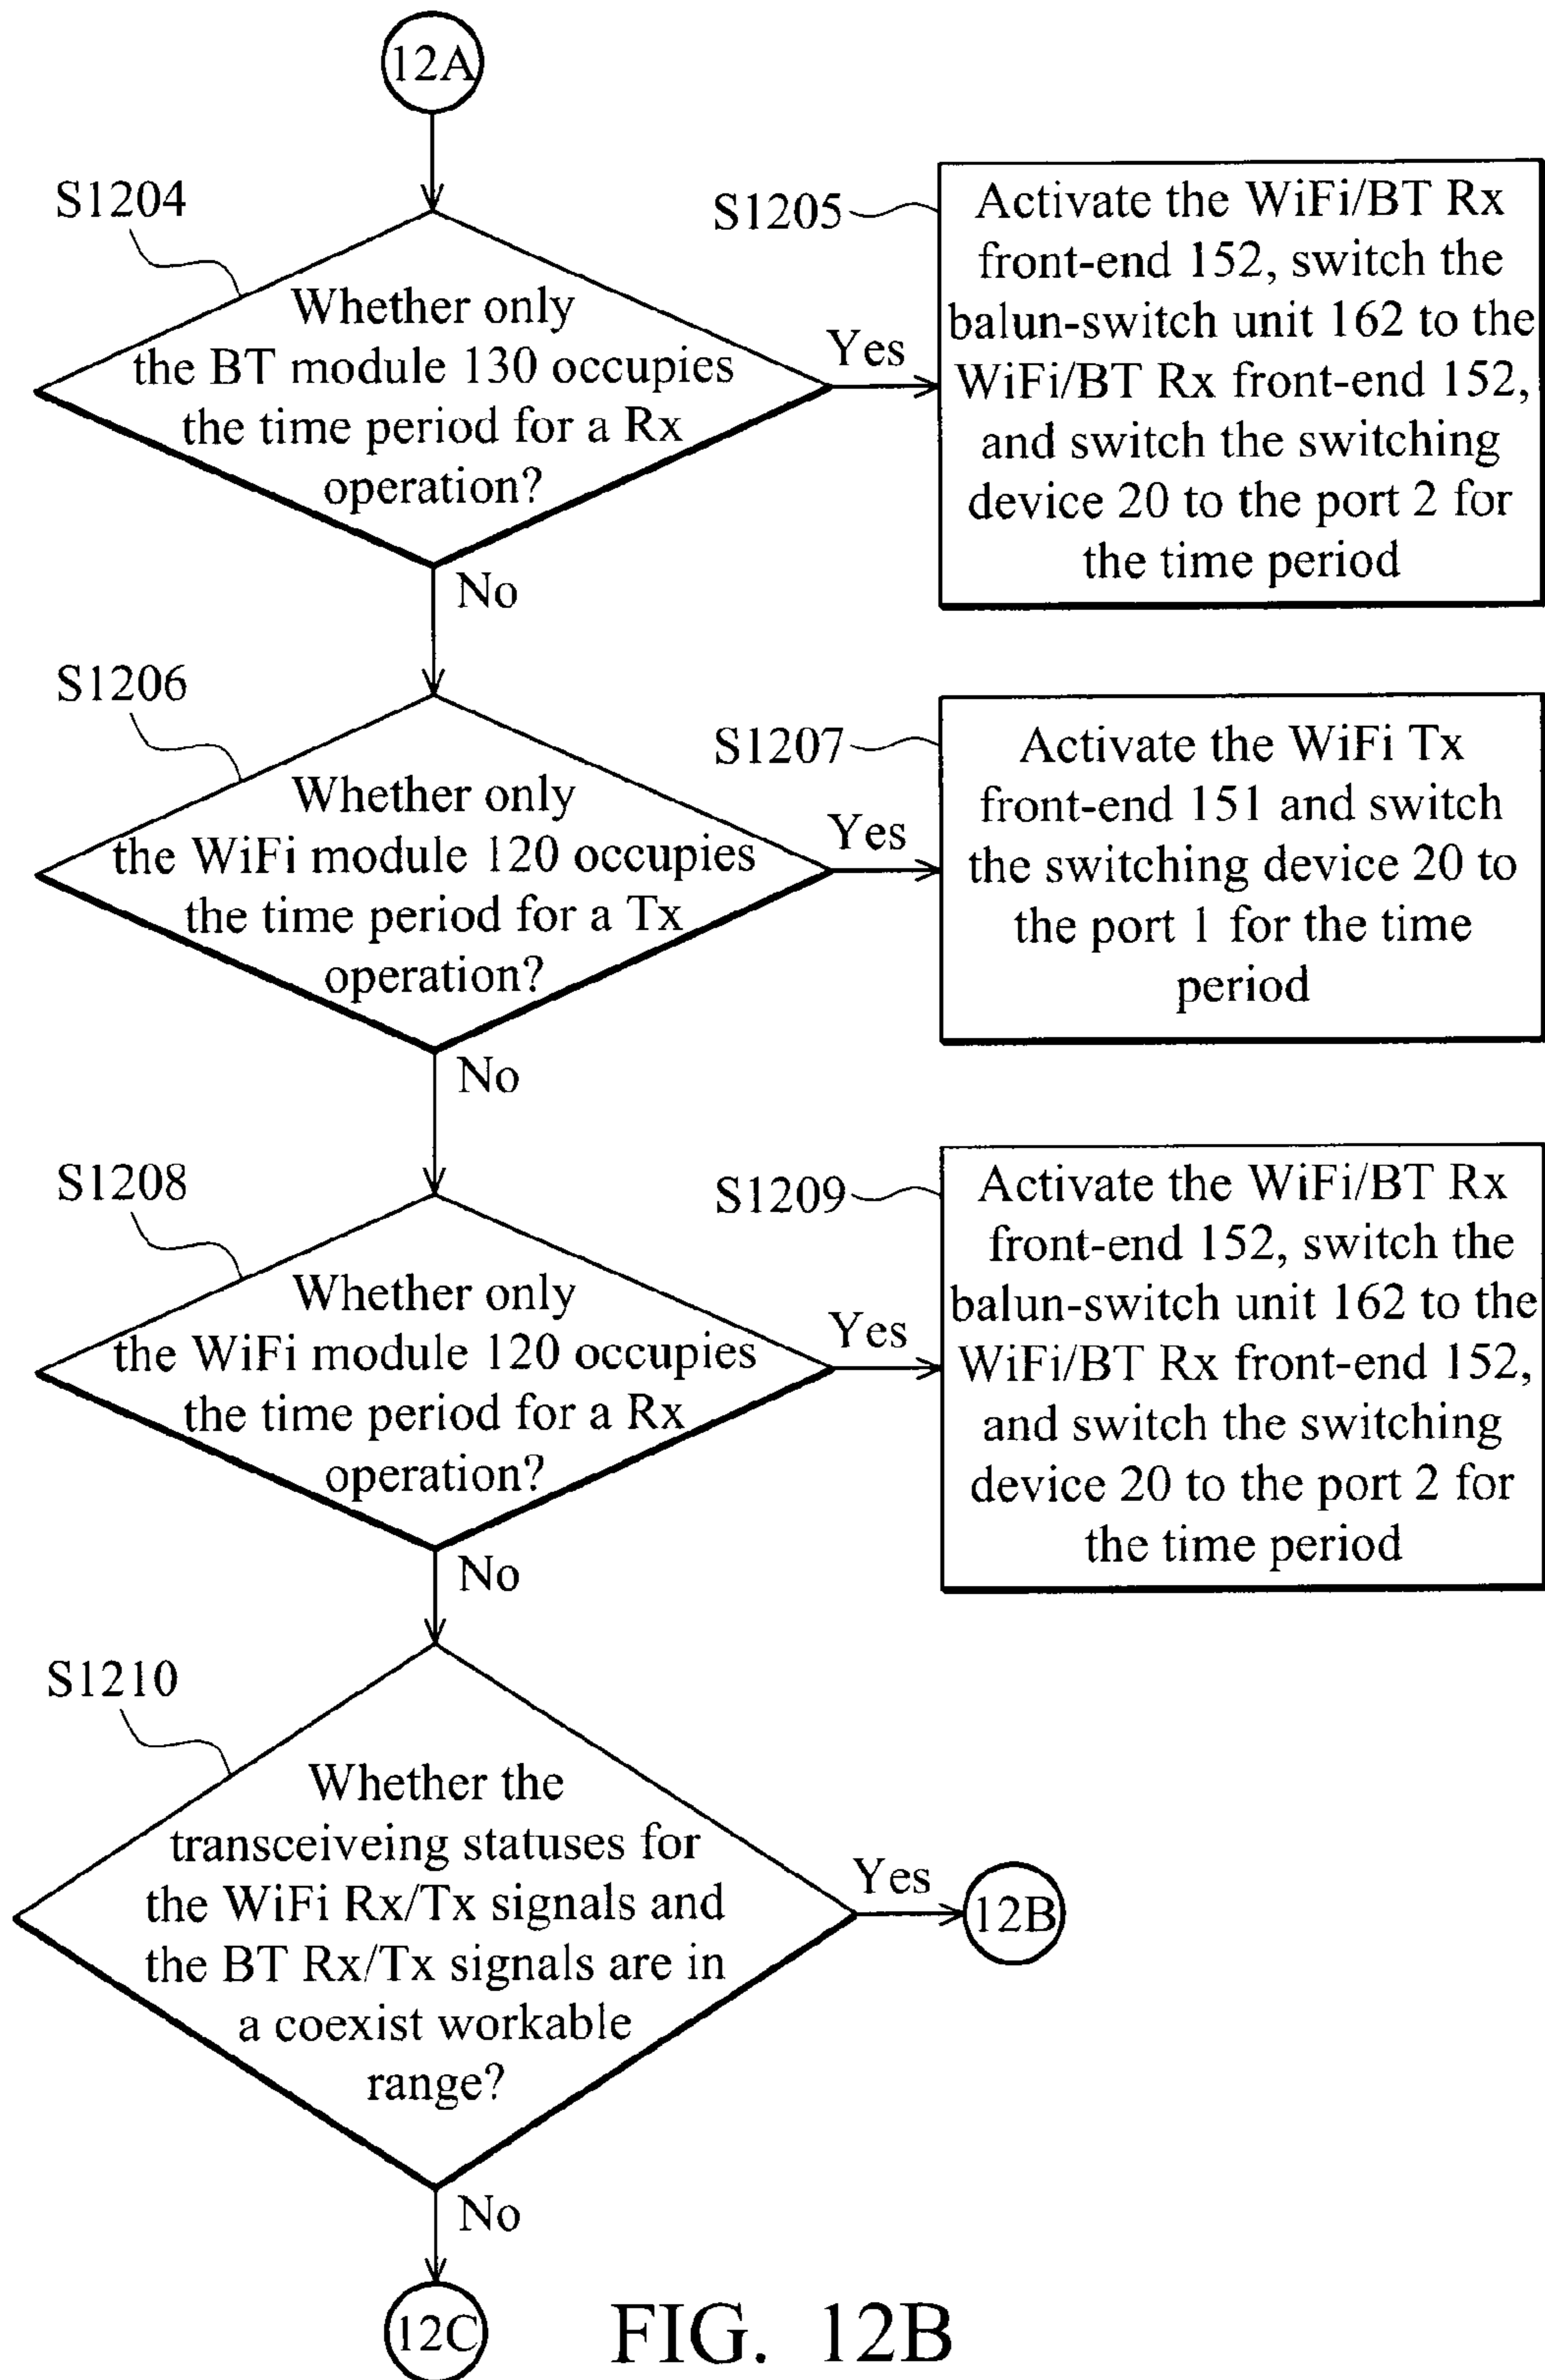 12A
S1204
Whether only
the BT module 130 occupies
the time period for a Rx
operation?
Yes
No
S1205
Activate the WiFi/BT Rx
front-end 152, switch the
balun-switch unit 162 to the
WiFi/BT Rx front-end 152,
and switch the switching
device 20 to the port 2 for
the time period
S1206
Whether only
the WiFi module 120 occupies
the time period for a Tx
operation?
Yes
No
S1207
Activate the WiFi Tx
front-end 151 and switch
the switching device 20 to
the port 1 for the time
period
S1208
Whether only
the WiFi module 120 occupies
the time period for a Rx
operation?
Yes
No
S1209
Activate the WiFi/BT Rx
front-end 152, switch the
balun-switch unit 162 to the
WiFi/BT Rx front-end 152,
and switch the switching
device 20 to the port 2 for
the time period
S1210
Whether the
transceiveing statuses for
the WiFi Rx/Tx signals and
the BT Rx/Tx signals are in
a coexist workable
range?
Yes
12B
No
12C
FIG. 12B